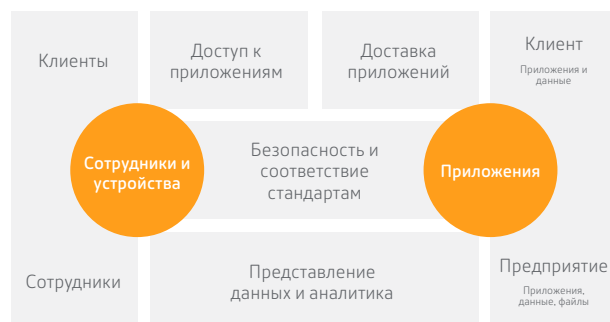 Клиенты
Доступ к
приложениям
Доставка
приложений
Клиент
Приложения и
данные
Сотрудники и
устройства
Безопасность и
соответствие
стандартам
Приложения
Сотрудники
Представление
данных и аналитика
Предприятие
Приложения,
данные, файлы